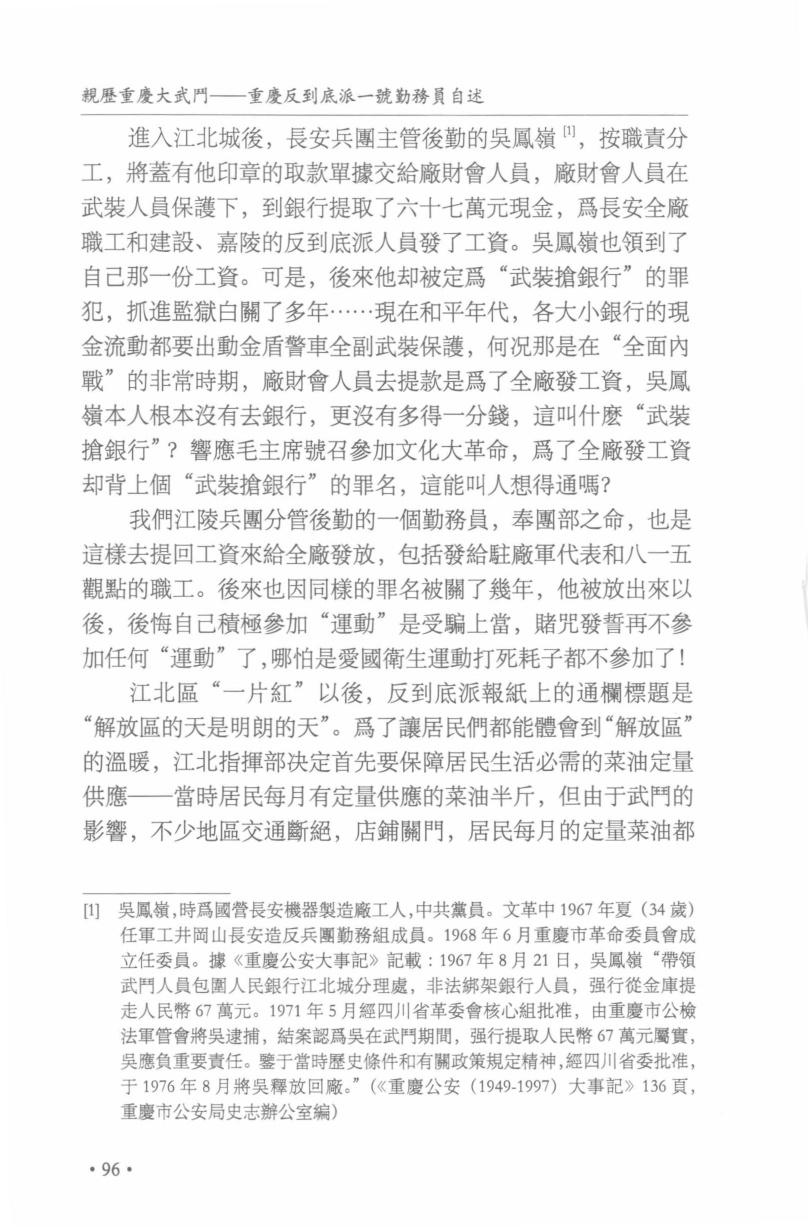 親歷重慶大武鬥——重慶反到底派一號勤務員自述
進入江北城後，長安兵團主管後勤的吳鳳嶺[1]，按職責分
工，將蓋有他印章的取款單據交給廠財會人員，廠財會人員在
武裝人員保護下，到銀行提取了六十七萬元現金，爲長安全廠
職工和建設、嘉陵的反到底派人員發了工資。吳鳳嶺也領到了
自己那一份工資。可是，後來他却被定爲“武裝搶銀行”的罪
犯，抓進監獄白關了多年……現在和平年代，各大小銀行的現
金流動都要出動金盾警車全副武裝保護，何況那是在“全面內
戰”的非常時期，廠財會人員去提款是爲了全廠發工資，吳鳳
嶺本人根本沒有去銀行，更沒有多得一分錢，這叫什麽“武裝
搶銀行”？響應毛主席號召參加文化大革命，爲了全廠發工資
却背上個“武裝搶銀行”的罪名，這能叫人想得通嗎？
我們江陵兵團分管後勤的一個勤務員，奉團部之命，也是
這樣去提回工資來給全廠發放，包括發給駐廠軍代表和八一五
觀點的職工。後來也因同樣的罪名被關了幾年，他被放出來以
後，後悔自己積極參加“運動”是受騙上當，賭咒發誓再不參
加任何“運動”了，哪怕是愛國衛生運動打死耗子都不參加了！
江北區“一片紅”以後，反到底派報紙上的通欄標題是
“解放區的天是明朗的天”。爲了讓居民們都能體會到“解放區”
的溫暖，江北指揮部决定首先要保障居民生活必需的菜油定量
供應——當時居民每月有定量供應的菜油半斤，但由于武鬥的
影響，不少地區交通斷絕，店鋪關門，居民每月的定量菜油都
[1] 吳鳳嶺，時爲國營長安機器製造廠工人，中共黨員。文革中1967年夏（34歲）
任軍工井岡山長安造反兵團勤務組成員。1968年6月重慶市革命委員會成
立任委員。據《重慶公安大事記》記載：1967年8月21日，吳鳳嶺“帶領
武鬥人員包圍人民銀行江北城分理處，非法綁架銀行人員，强行從金庫提
走人民幣67萬元。1971年5月經四川省革委會核心組批准，由重慶市公檢
法軍管會將吳逮捕，結案認爲吳在武鬥期間，强行提取人民幣67萬元屬實，
吳應負重要責任。鑒于當時歷史條件和有關政策規定精神，經四川省委批准，
于1976年8月將吳釋放回廠。”（《重慶公安（1949-1997）大事記》136頁，
重慶市公安局史志辦公室編）
·96·